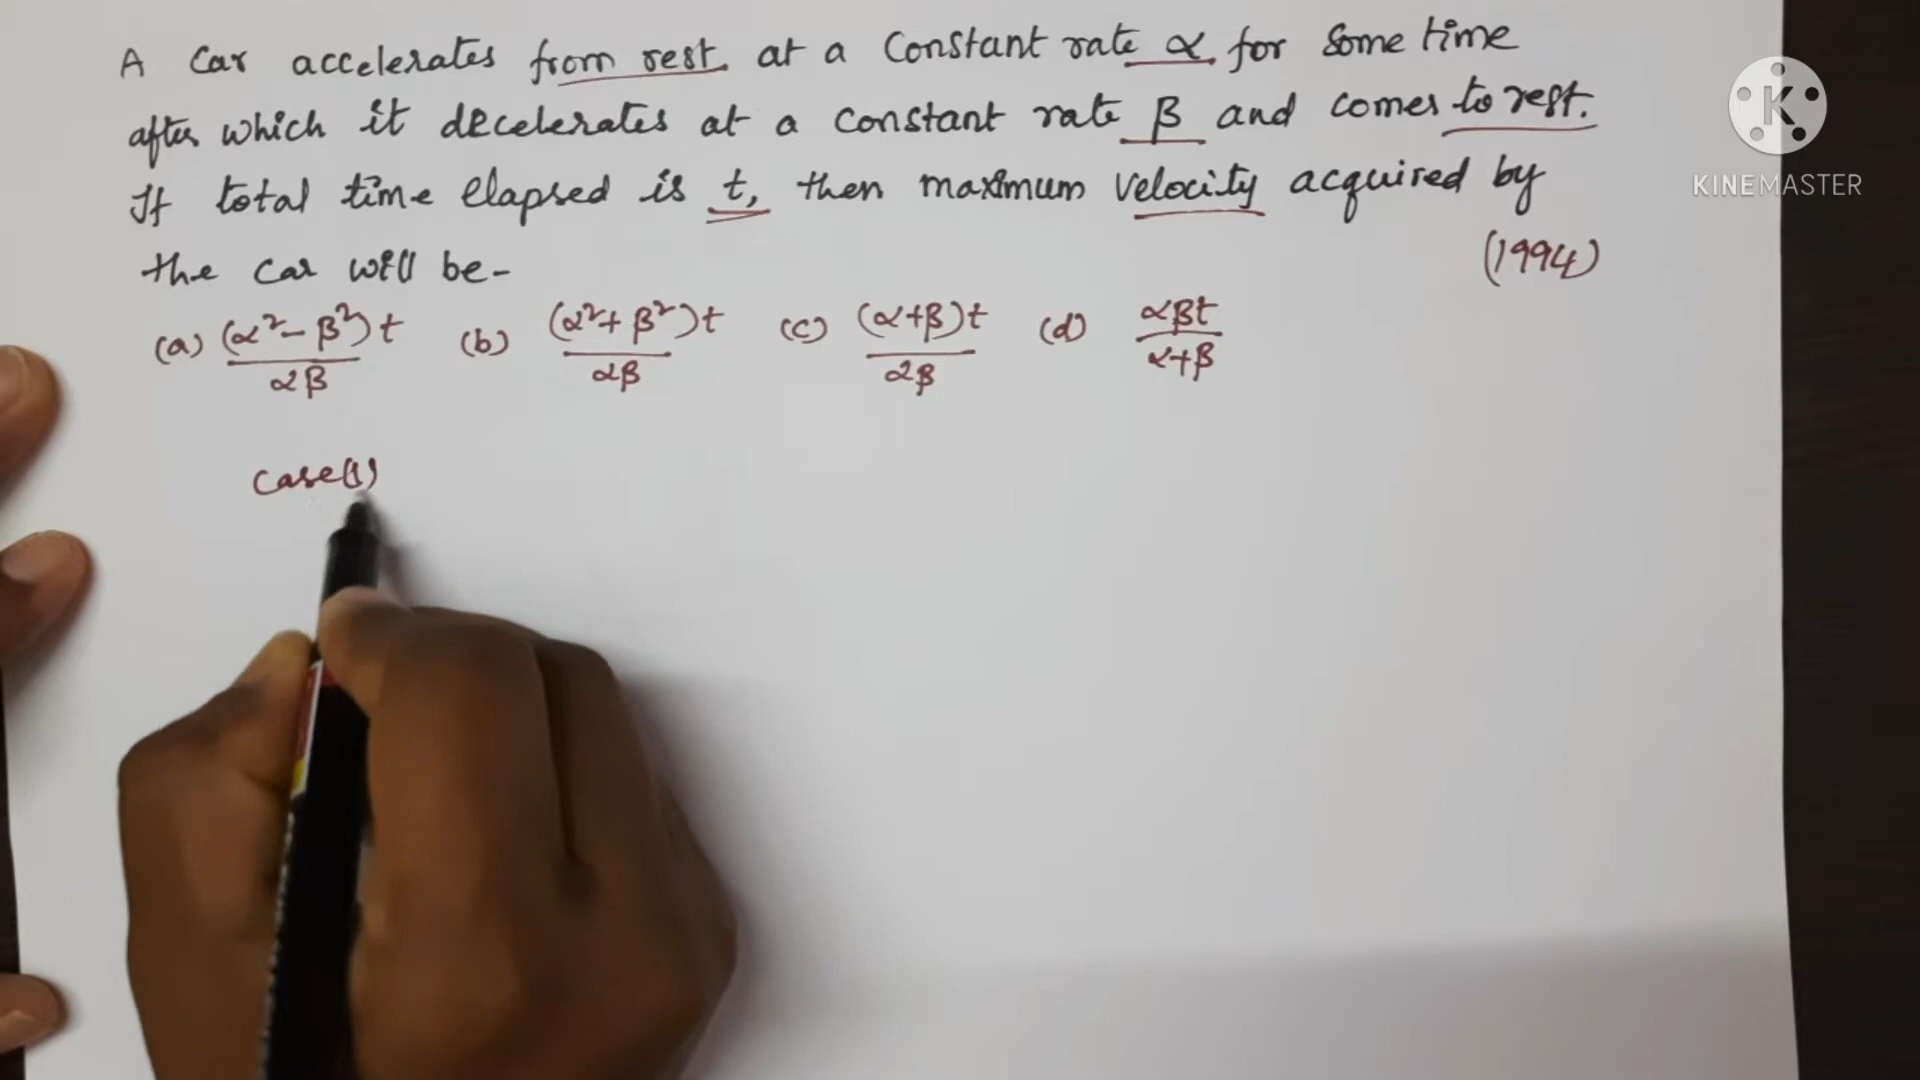 A car accelerates from rest at a constant rate α for some time
after which it decelerates at a constant rate β and comes to rest.
If total time elapsed is t, then maximum velocity acquired by
the car will be-
(1994)
(a) (α²-β²)t/αβ (b) (α²+β²)t/αβ (c) (α+β)t/αβ (d) αβt/α+β
case(1)
K
KINEMASTER